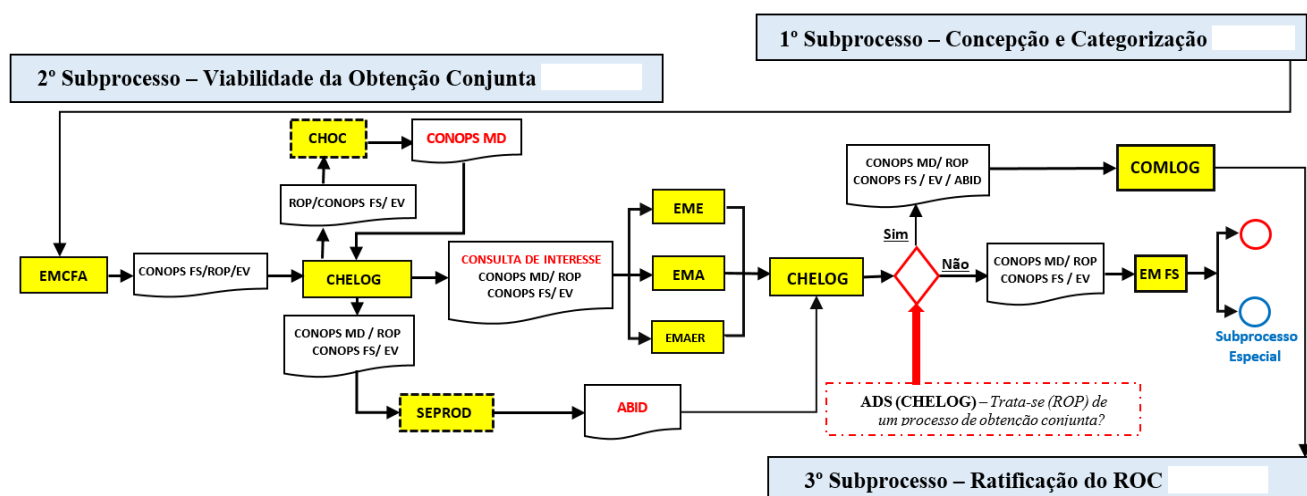 1º Subprocesso – Concepção e Categorização
2º Subprocesso – Viabilidade da Obtenção Conjunta
CHOC
CONOPS MD
ROP/CONOPS FS/ EV
EMCFA
CONOPS FS/ROP/EV
CHELOG
CONSULTA DE INTERESSE
CONOPS MD/ ROP
CONOPS FS/ EV
EME
EMA
EMAER
CHELOG
CONOPS MD/ ROP
CONOPS FS / EV / ABID
COMLOG
Sim
Não
CONOPS MD/ ROP
CONOPS FS / EV
EM FS
Subprocesso
Especial
CONOPS MD / ROP
CONOPS FS/ EV
SEPROD
ABID
ADS (CHELOG) – Trata-se (ROP) de
um processo de obtenção conjunta?
3º Subprocesso – Ratificação do ROC